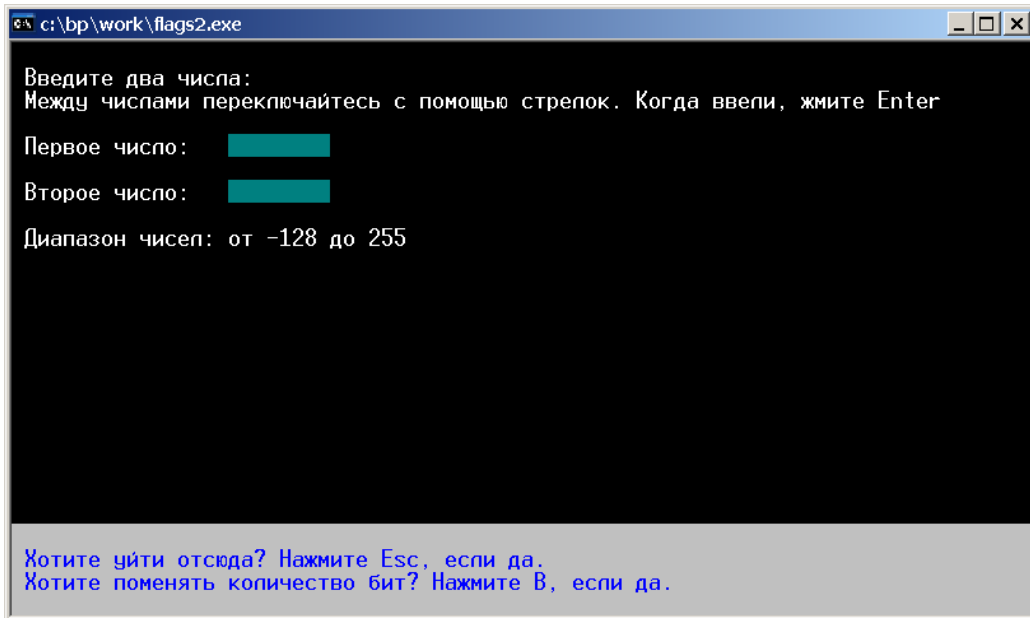 c:\bp\work\flags2.exe
Введите два числа:
Между числами переключайтесь с помощью стрелок. Когда ввели, жмите Enter
Первое число:
Второе число:
Диапазон чисел: от -128 до 255
Хотите уйти отсюда? Нажмите Esc, если да.
Хотите поменять количество бит? Нажмите B, если да.